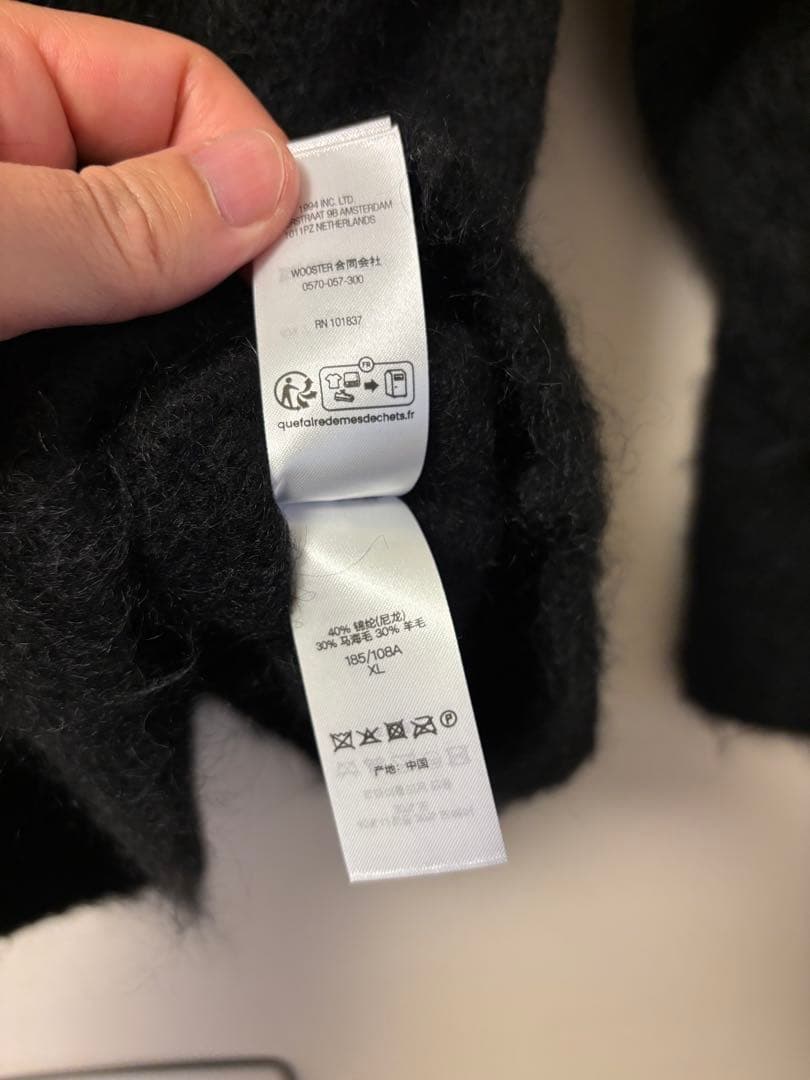 1994 INC. LTD
STRAAT 9B AMSTERDAM
1011PZ NETHERLANDS
WOOSTER 合同会社
0570-057-300
RN 101837
FR
quefairedemesdechets.fr
40% 锦纶(尼龙)
30% 马海毛 30% 羊毛
185/108A
XL
P
产地: 中国